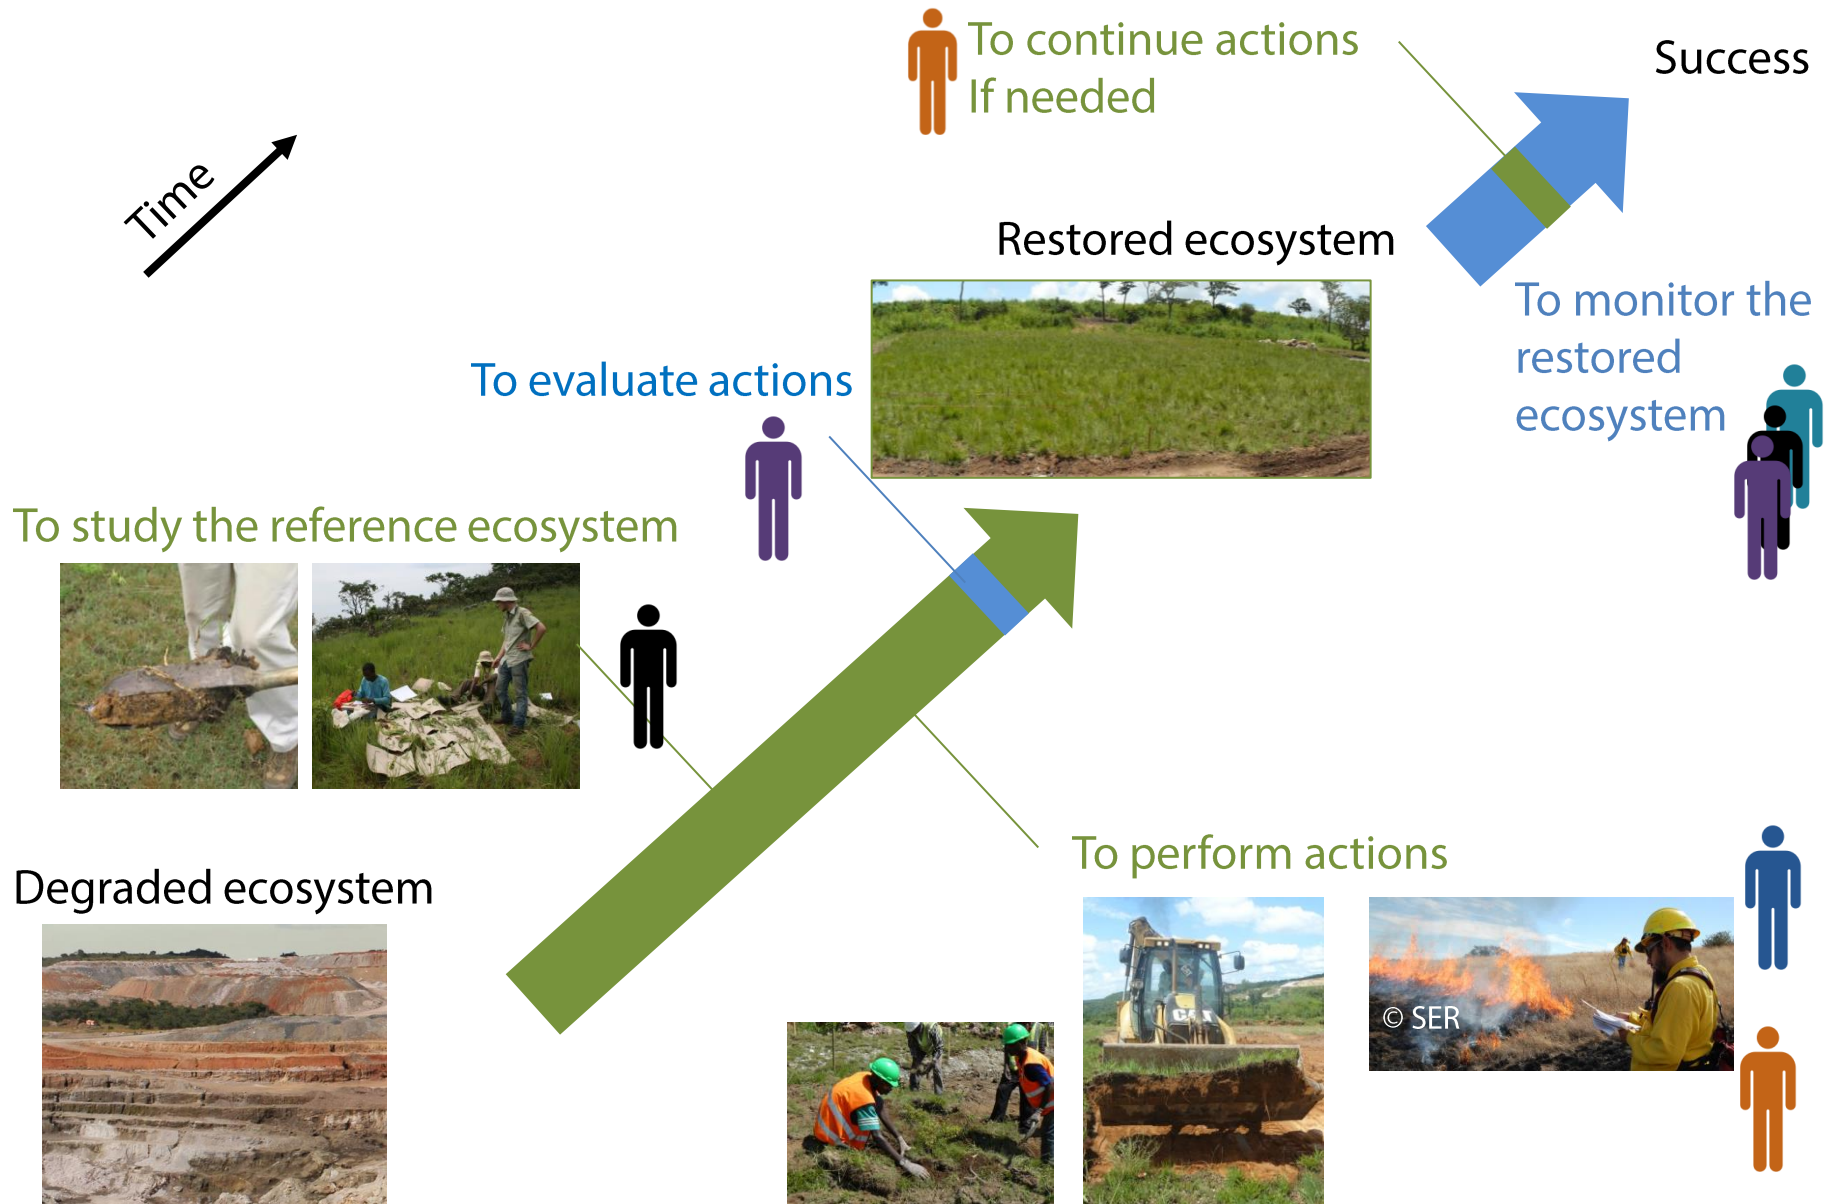 To continue actions
If needed
Success
Time
Restored ecosystem
To monitor the
restored
ecosystem
To evaluate actions
To study the reference ecosystem
Degraded ecosystem
To perform actions
© SER